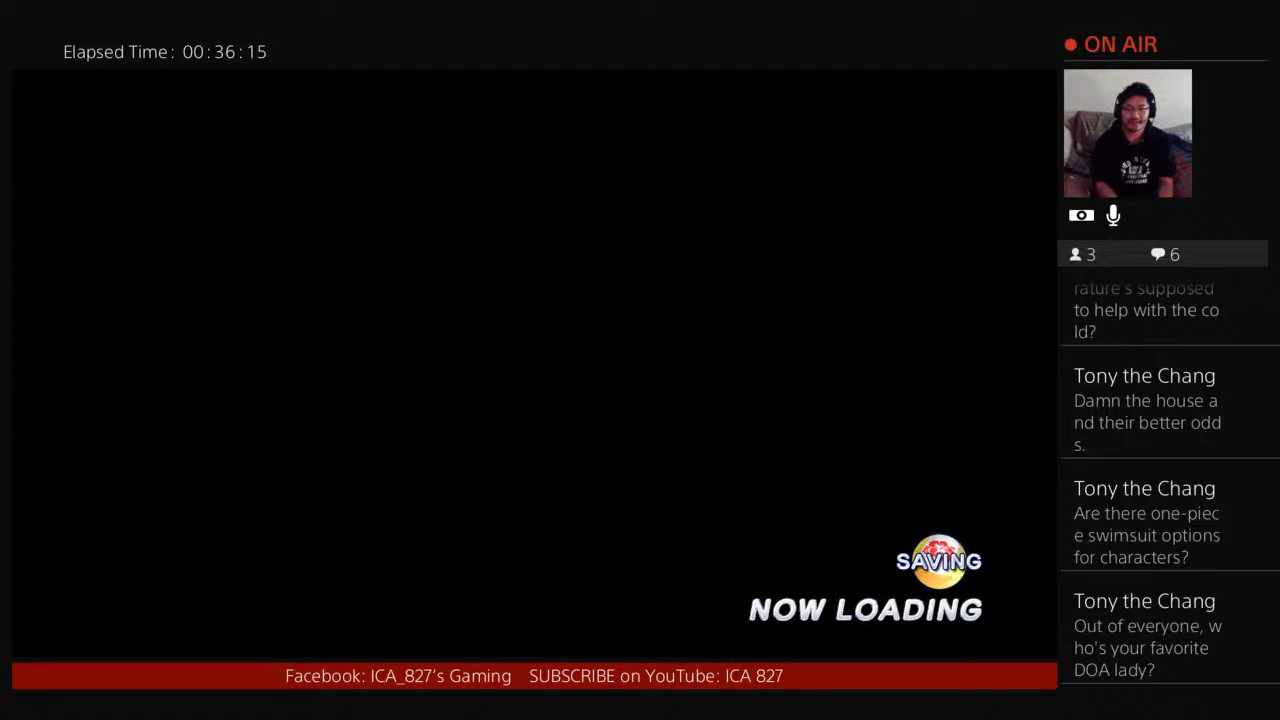 Elapsed Time: 00:36:15
ON AIR
3 6
rature's supposed
to help with the co
ld?
Tony the Chang
Damn the house a
nd their better odd
s.
Tony the Chang
Are there one-piec
e swimsuit options
for characters?
Tony the Chang
Out of everyone, w
ho's your favorite
DOA lady?
SAVING
NOW LOADING
Facebook: ICA_827's Gaming SUBSCRIBE on YouTube: ICA 827